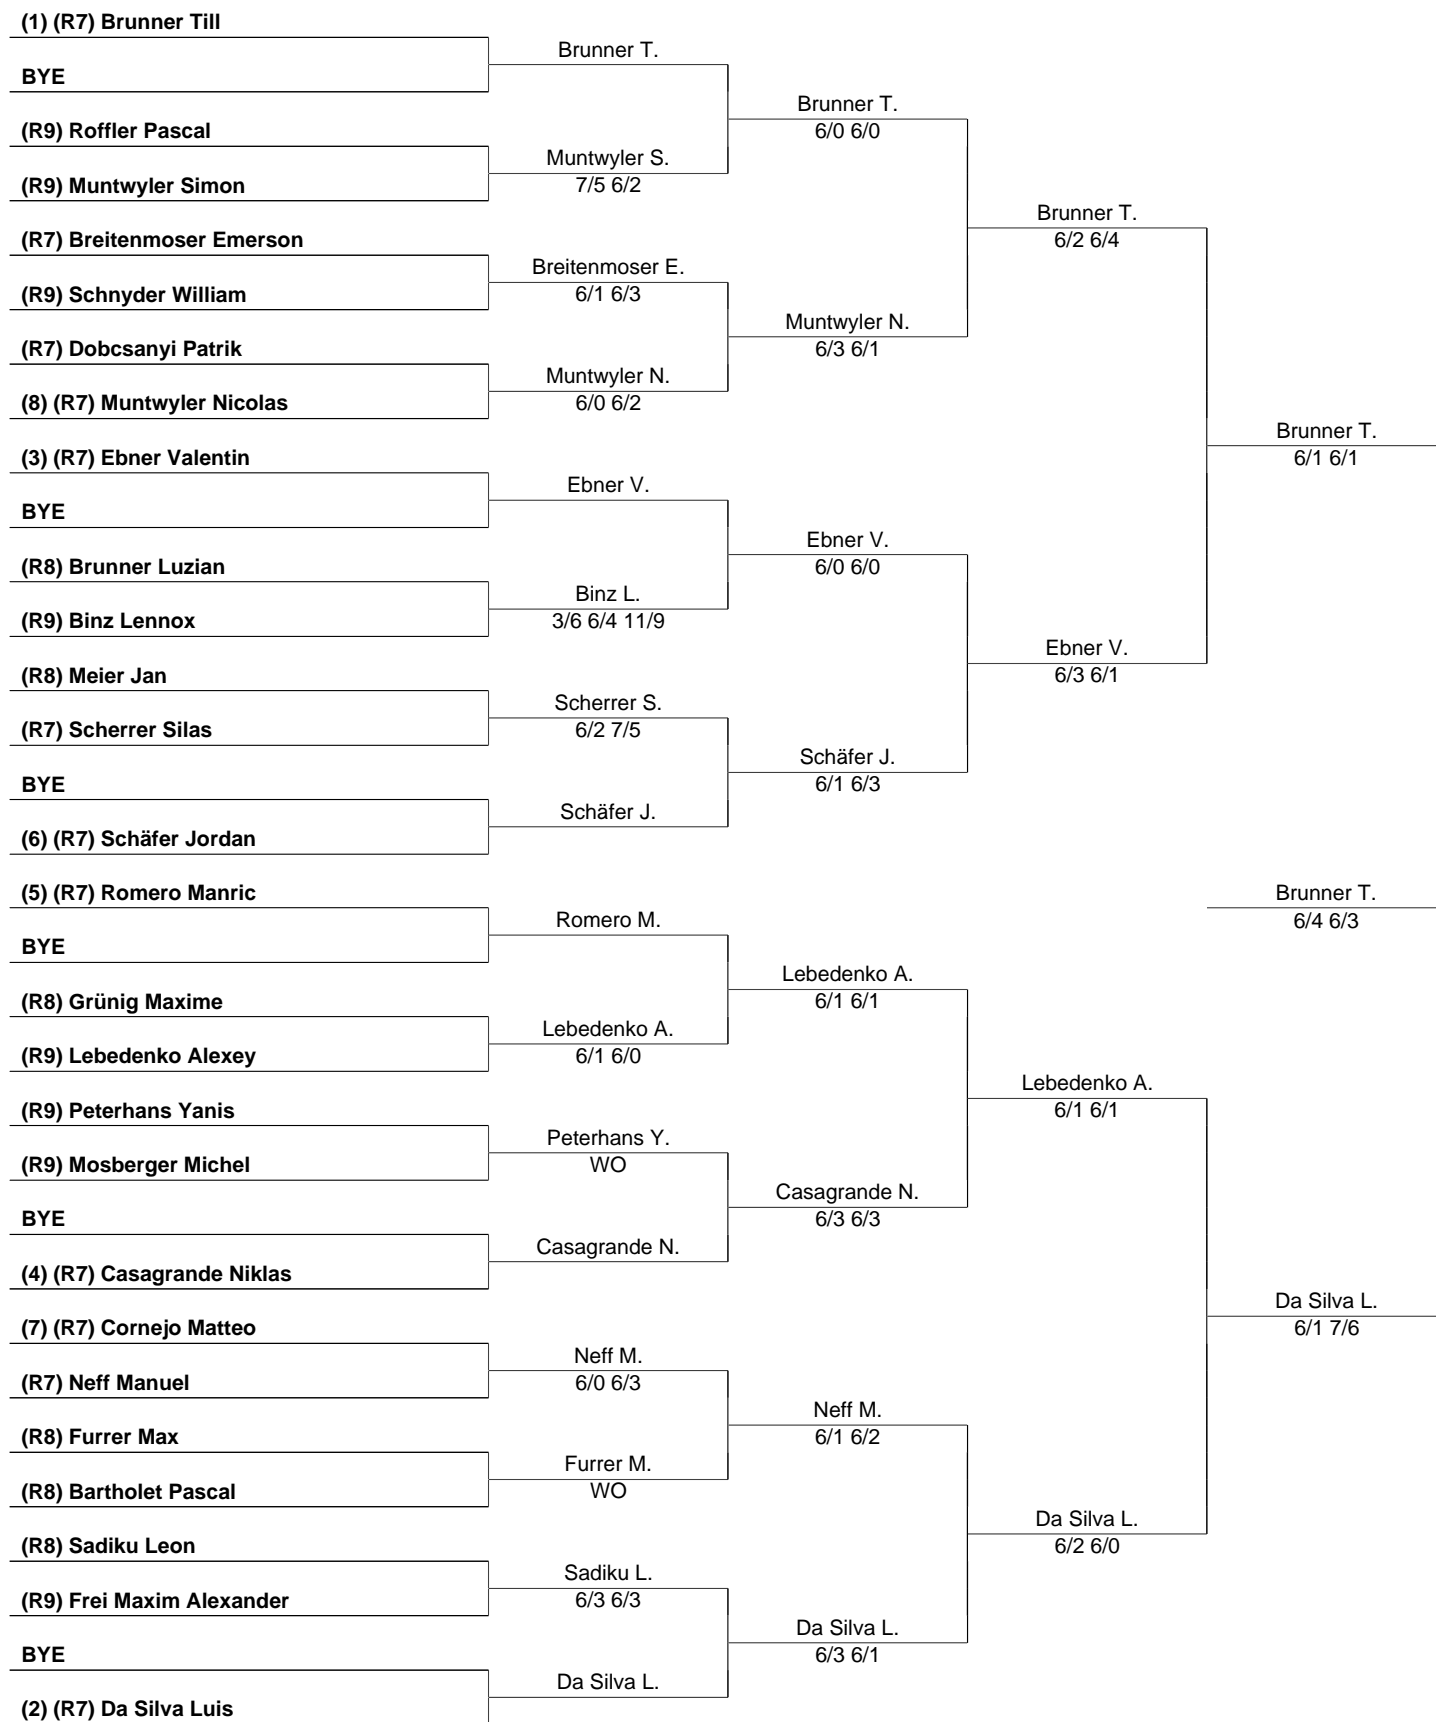 (1) (R7) Brunner Till
BYE
(R9) Roffler Pascal
(R9) Muntwyler Simon
(R7) Breitenmoser Emerson
(R9) Schnyder William
(R7) Dobcsanyi Patrik
(8) (R7) Muntwyler Nicolas
(3) (R7) Ebner Valentin
BYE
(R8) Brunner Luzian
(R9) Binz Lennox
(R8) Meier Jan
(R7) Scherrer Silas
BYE
(6) (R7) Schäfer Jordan
(5) (R7) Romero Manric
BYE
(R8) Grünig Maxime
(R9) Lebedenko Alexey
(R9) Peterhans Yanis
(R9) Mosberger Michel
BYE
(4) (R7) Casagrande Niklas
(7) (R7) Cornejo Matteo
(R7) Neff Manuel
(R8) Furrer Max
(R8) Bartholet Pascal
(R8) Sadiku Leon
(R9) Frei Maxim Alexander
BYE
(2) (R7) Da Silva Luis
Brunner T.
Muntwyler S.
7/5 6/2
Breitenmoser E.
6/1 6/3
Muntwyler N.
6/0 6/2
Ebner V.
Binz L.
3/6 6/4 11/9
Scherrer S.
6/2 7/5
Schäfer J.
Romero M.
Lebedenko A.
6/1 6/0
Peterhans Y.
WO
Casagrande N.
Neff M.
6/0 6/3
Furrer M.
WO
Sadiku L.
6/3 6/3
Da Silva L.
Brunner T.
6/0 6/0
Muntwyler N.
6/3 6/1
Ebner V.
6/0 6/0
Schäfer J.
6/1 6/3
Lebedenko A.
6/1 6/1
Casagrande N.
6/3 6/3
Neff M.
6/1 6/2
Da Silva L.
6/3 6/1
Brunner T.
6/2 6/4
Ebner V.
6/3 6/1
Lebedenko A.
6/1 6/1
Da Silva L.
6/2 6/0
Brunner T.
6/1 6/1
Brunner T.
6/4 6/3
Da Silva L.
6/1 7/6